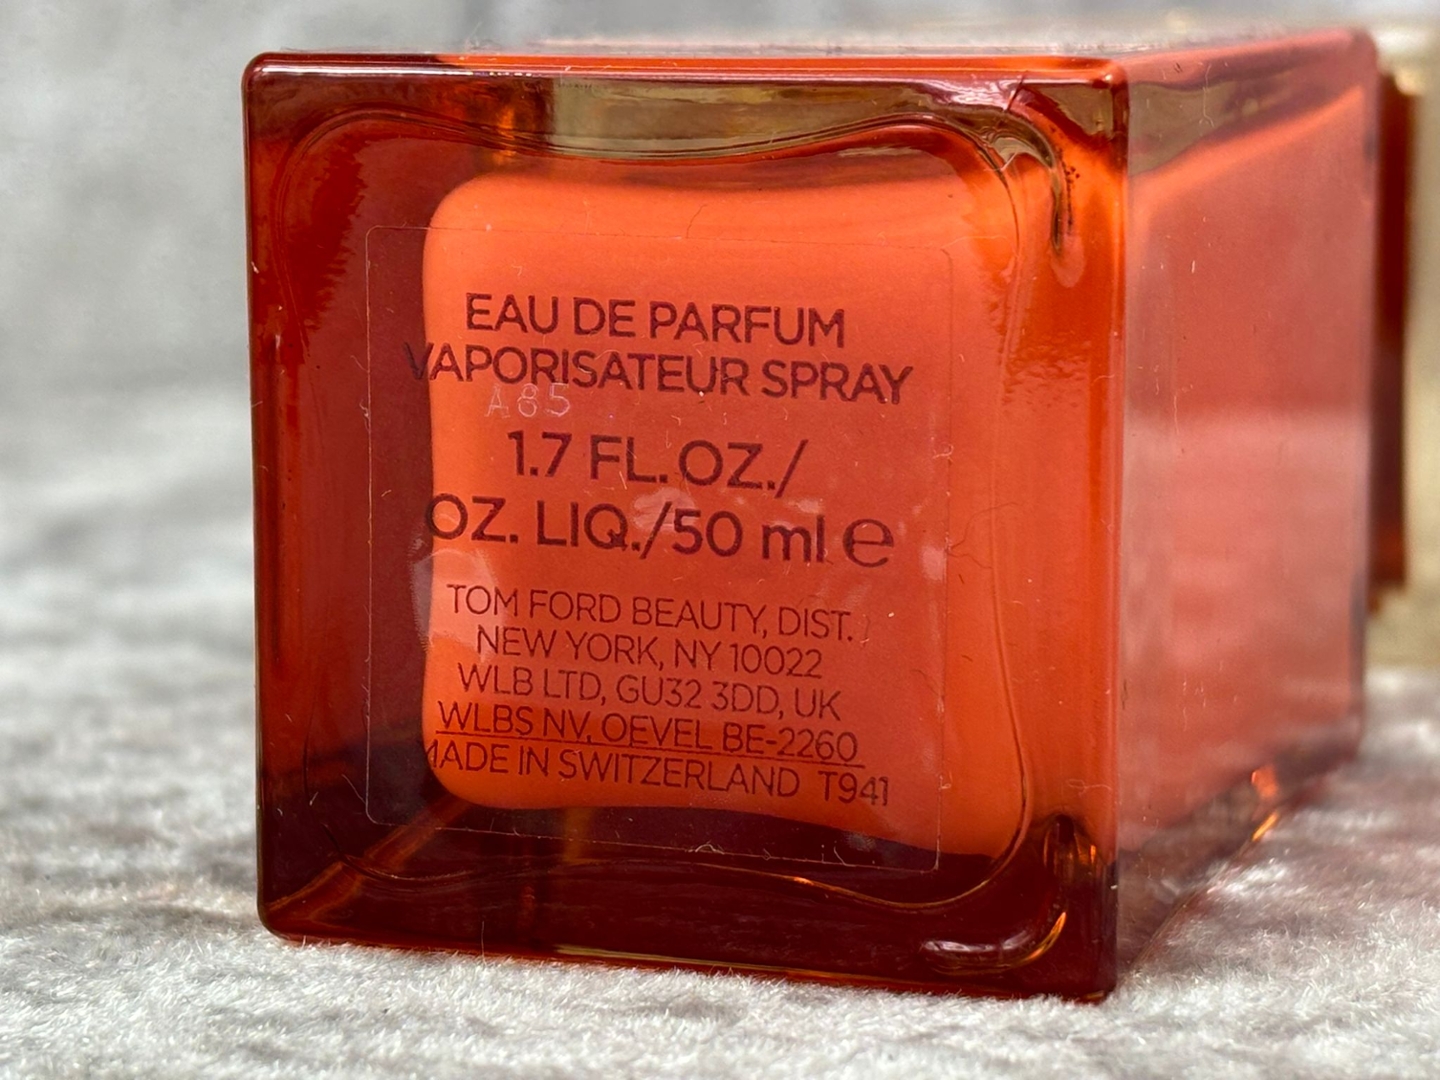 EAU DE PARFUM
VAPORISATEUR SPRAY
A85
1.7 FL. OZ./
OZ. LIQ./50 ml e
TOM FORD BEAUTY, DIST.
NEW YORK, NY 10022
WLB LTD, GU32 3DD, UK
WLBS NV, OEVEL BE-2260
MADE IN SWITZERLAND T941